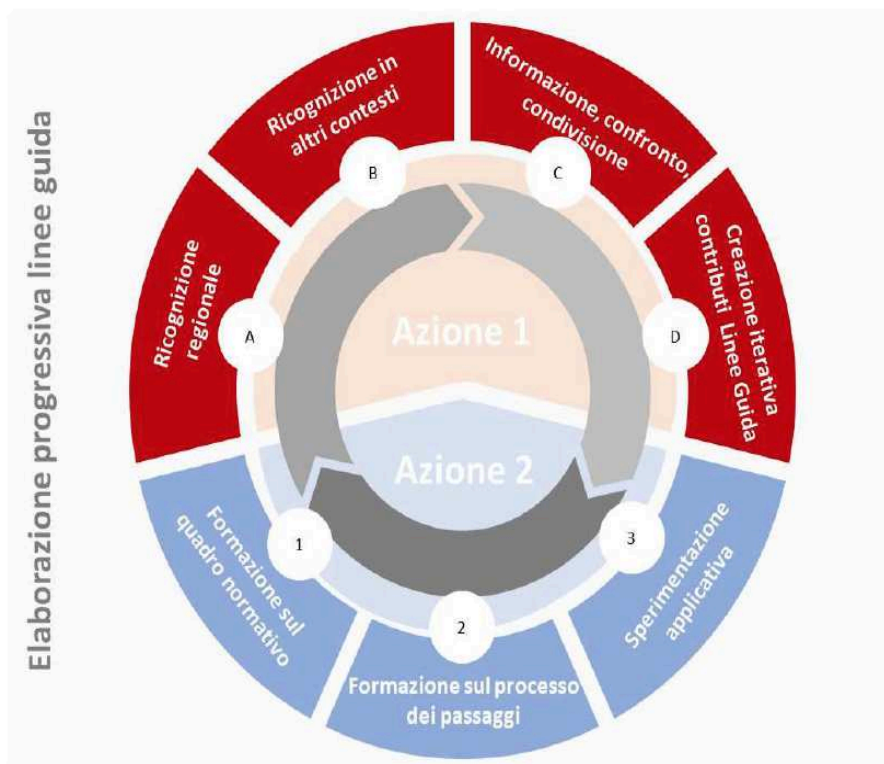 Elaborazione progressiva linee guida
Ricognizione
regionale
A
Ricognizione in
altri contesti
B
Informazione, confronto,
condivisione
C
Creazione iterativa
contributi Linee Guida
D
Azione 1
Azione 2
Formazione sul
quadro normativo
1
Formazione sul processo
dei passaggi
2
Sperimentazione
applicativa
3